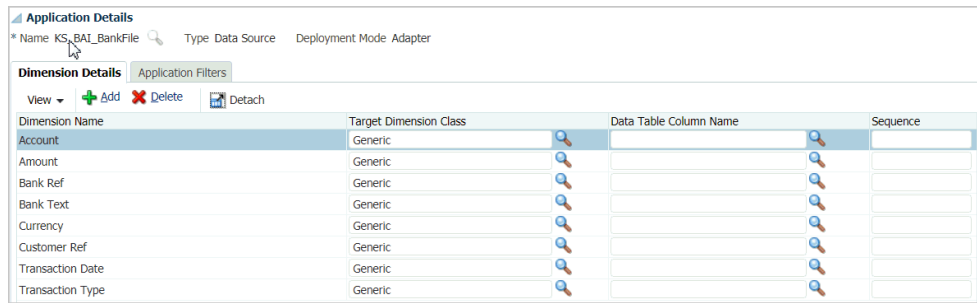 Application Details
* Name KS_BAI_BankFile Type Data Source Deployment Mode Adapter
Dimension Details Application Filters
View Add Delete Detach
Dimension Name Target Dimension Class Data Table Column Name Sequence
Account Generic
Amount Generic
Bank Ref Generic
Bank Text Generic
Currency Generic
Customer Ref Generic
Transaction Date Generic
Transaction Type Generic